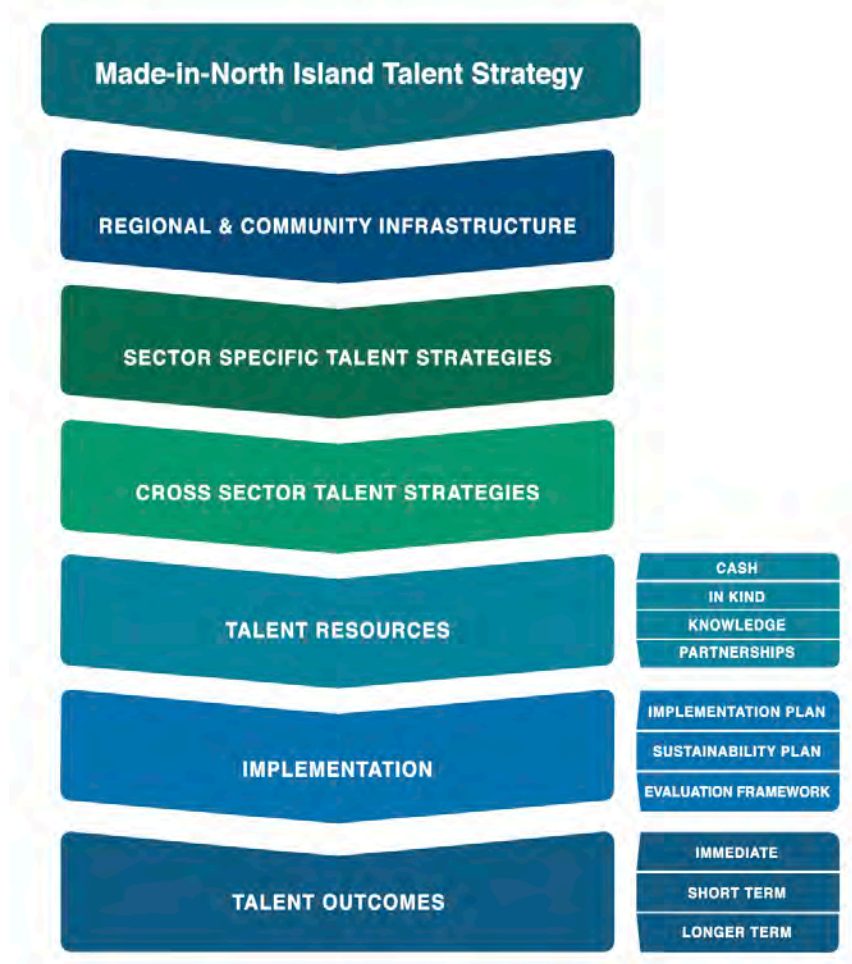 Made-in-North Island Talent Strategy
REGIONAL & COMMUNITY INFRASTRUCTURE
SECTOR SPECIFIC TALENT STRATEGIES
CROSS SECTOR TALENT STRATEGIES
TALENT RESOURCES
CASH
IN KIND
KNOWLEDGE
PARTNERSHIPS
IMPLEMENTATION
IMPLEMENTATION PLAN
SUSTAINABILITY PLAN
EVALUATION FRAMEWORK
TALENT OUTCOMES
IMMEDIATE
SHORT TERM
LONGER TERM